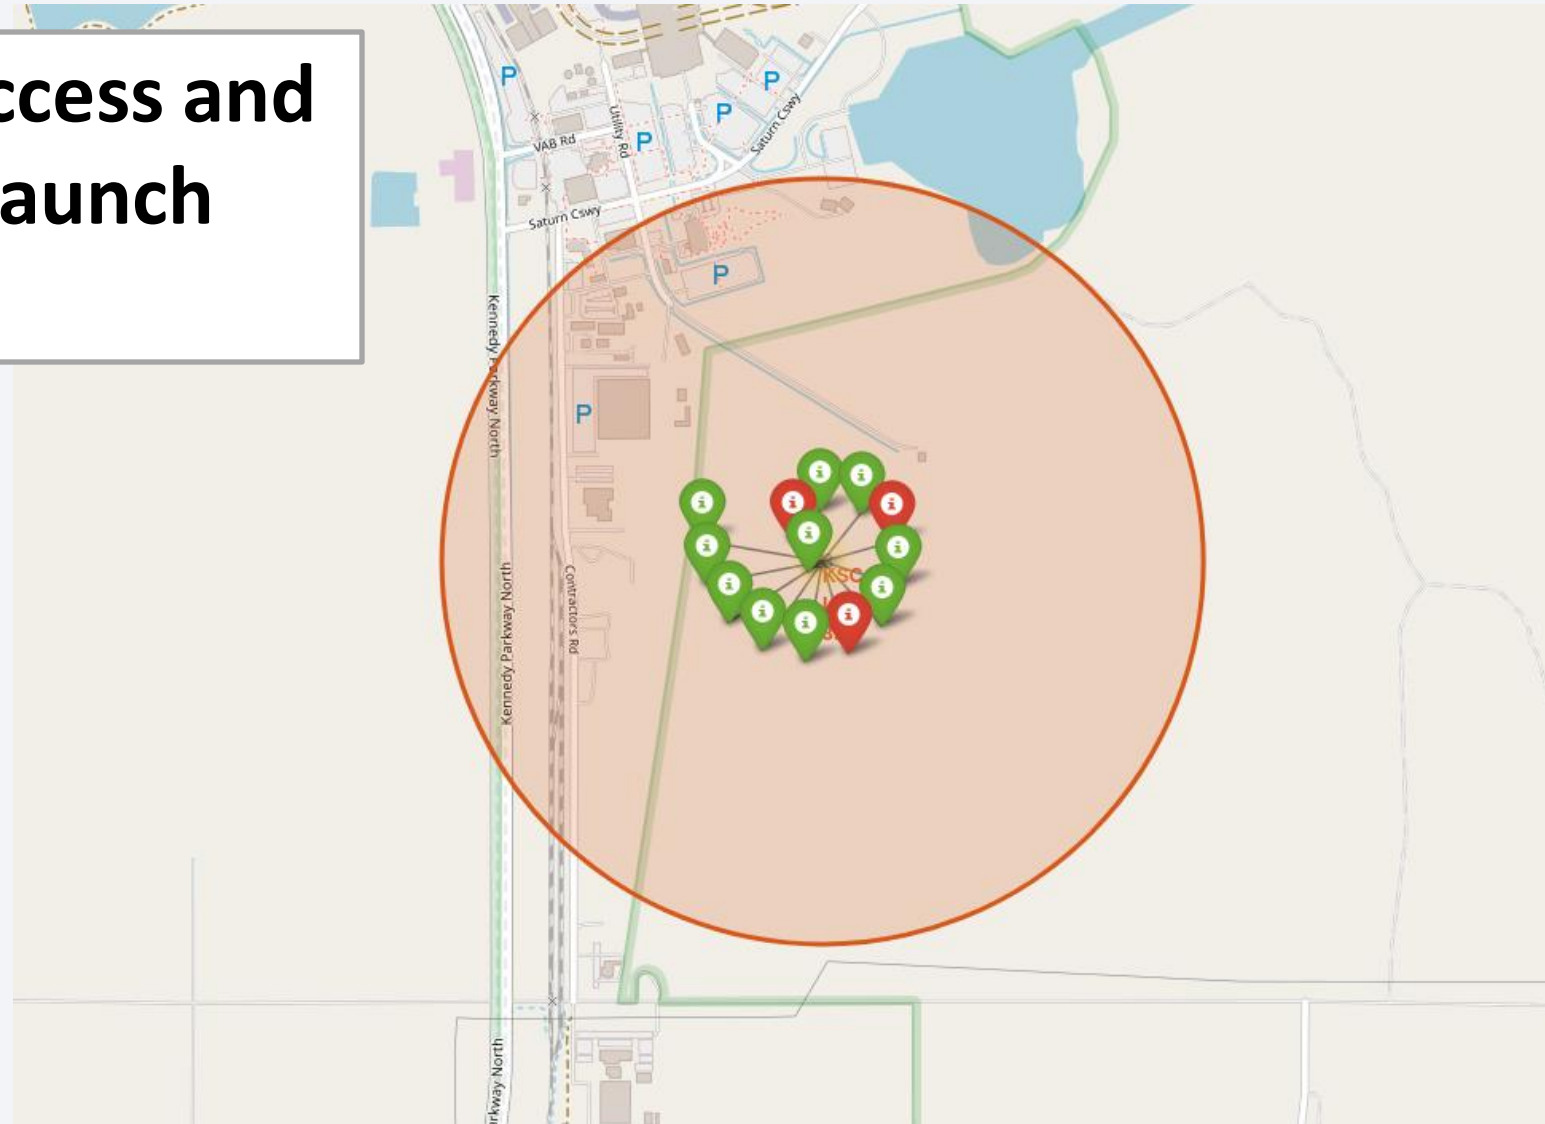 ccess and
aunch
P
P
P
P
VAB Rd
Utility Rd
Saturn Cswy
Saturn Cswy
P
Kennedy Parkway North
P
KSC
Kennedy Parkway North
Contractors Rd
rkway North